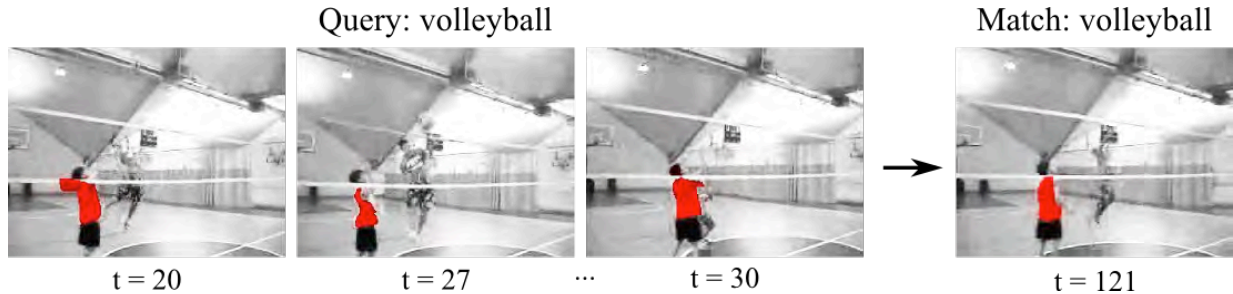 Query: volleyball
Match: volleyball
t = 20
t = 27
...
t = 30
t = 121